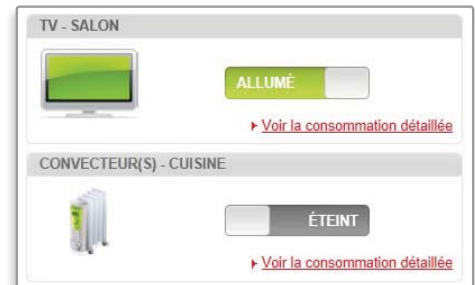 TV - SALON
ALLUMÉ
Voir la consommation détaillée
CONVECTEUR(S) - CUISINE
ÉTEINT
Voir la consommation détaillée